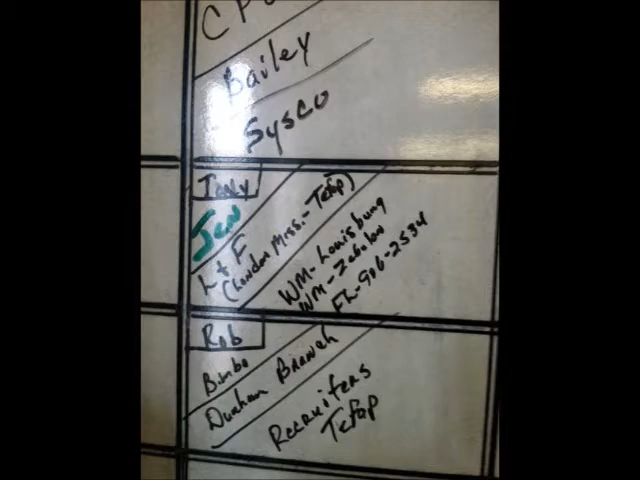 Bailey
Sysco
Jen
L + F
(London Miss. - Tefap)
WM - Louisburg
WM - Zebulon
FL - 906 - 2534
Rob
Bimbo
Durham Branch
Recruiters
Tefap